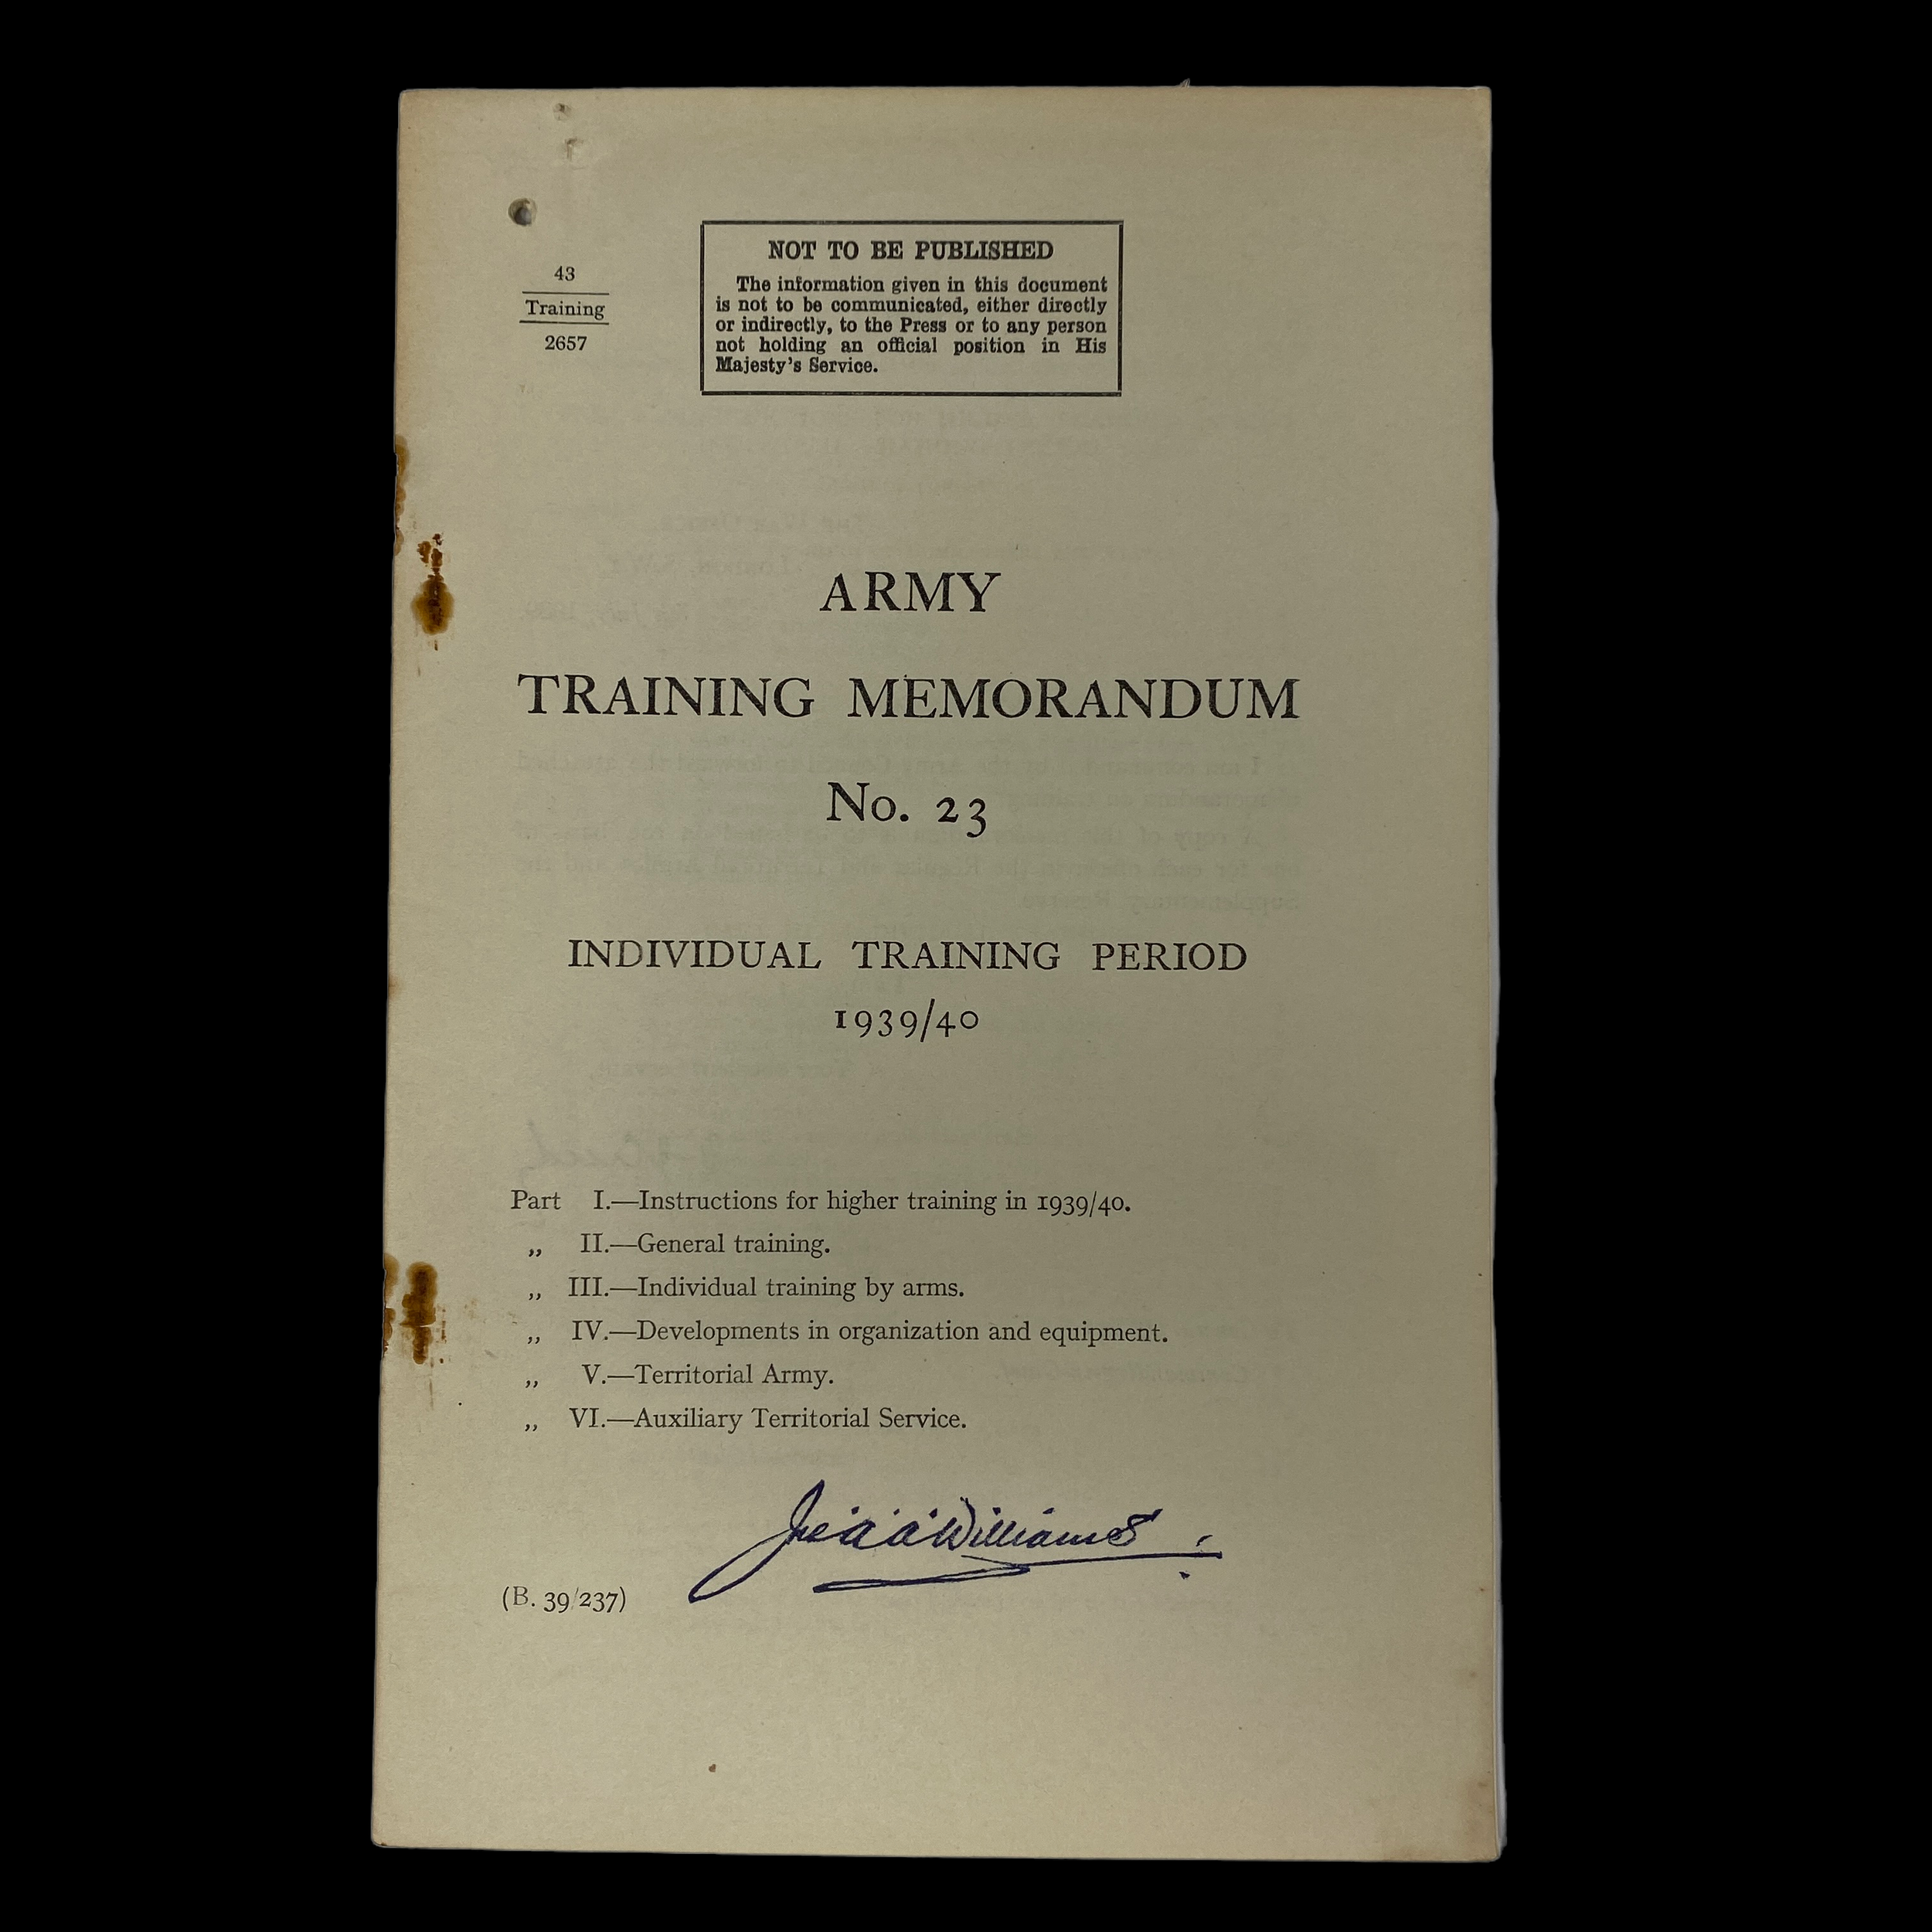 43
Training
2657
NOT TO BE PUBLISHED
The information given in this document
is not to be communicated, either directly
or indirectly, to the Press or to any person
not holding an official position in His
Majesty's Service.
ARMY
TRAINING MEMORANDUM
No. 23
INDIVIDUAL TRAINING PERIOD
1939/40
Part I.—Instructions for higher training in 1939/40.
„ II.—General training.
„ III.—Individual training by arms.
„ IV.—Developments in organization and equipment.
„ V.—Territorial Army.
„ VI.—Auxiliary Territorial Service.
Williams
(B. 39/237)